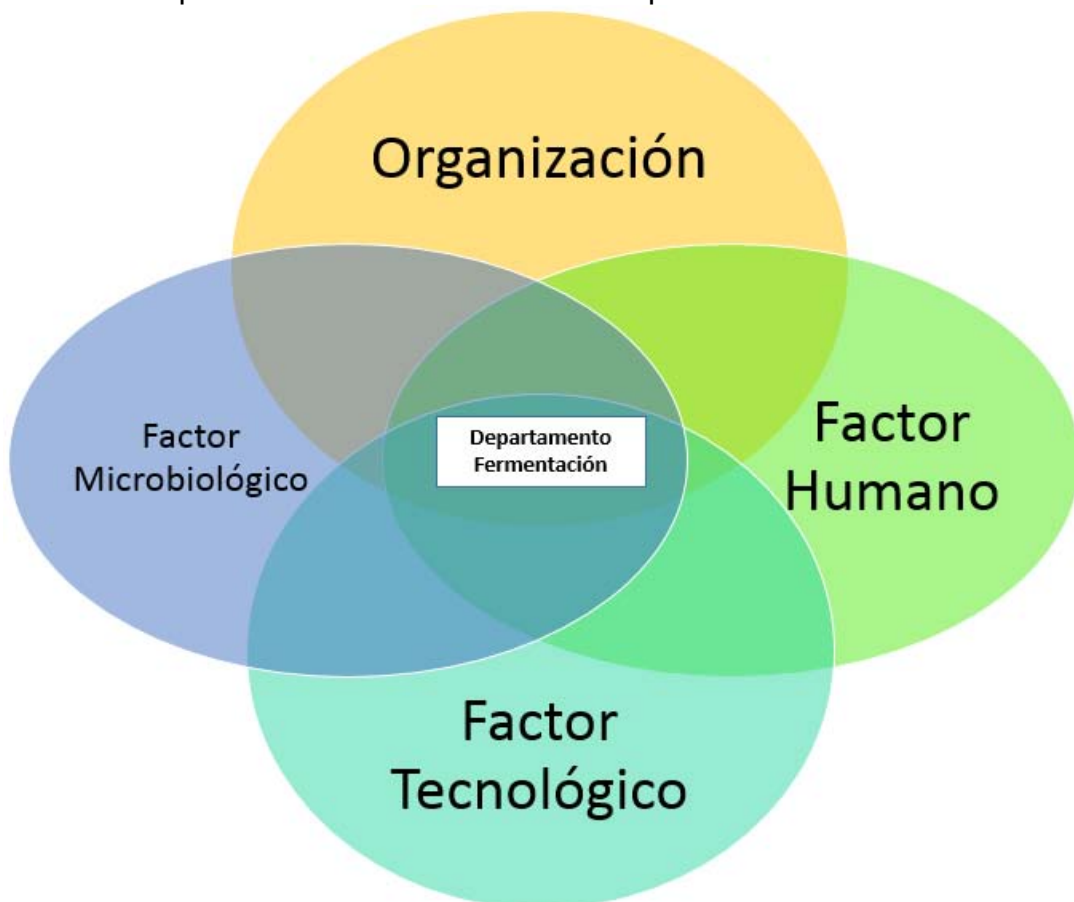 Organización
Factor
Microbiológico
Departamento
Fermentación
Factor
Humano
Factor
Tecnológico